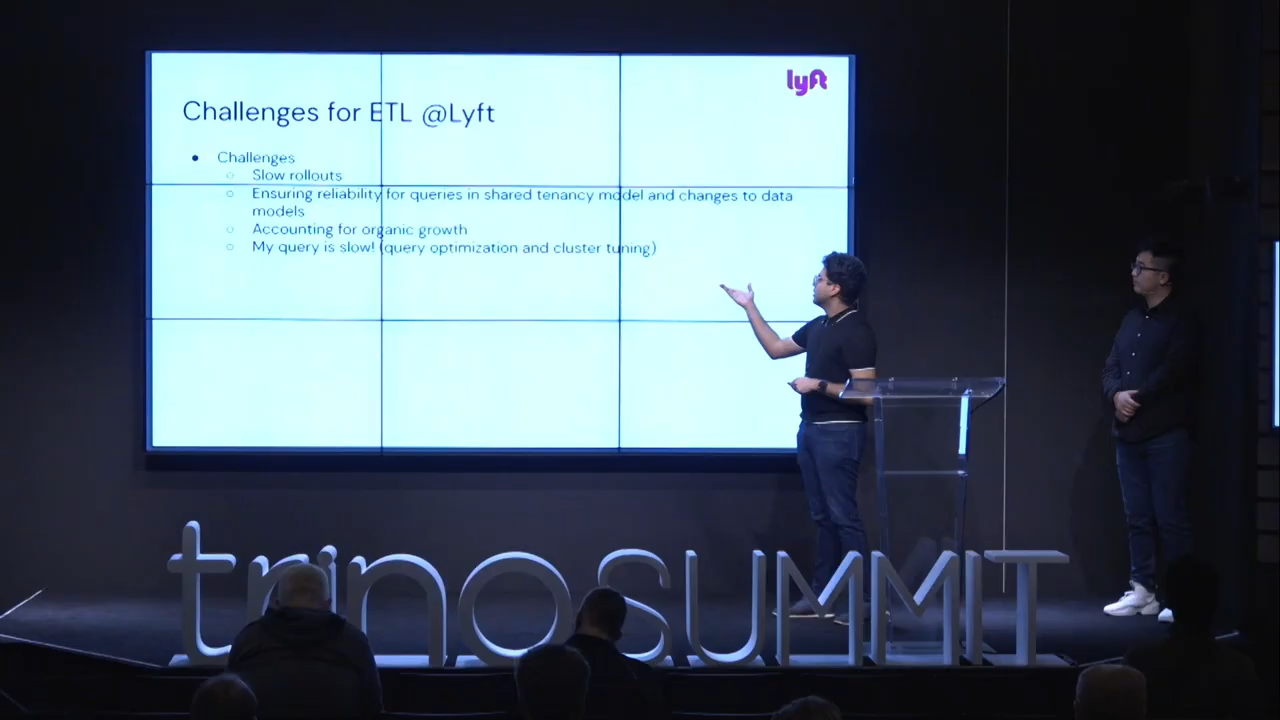 lyft
Challenges for ETL @Lyft
• Challenges
○ Slow rollouts
○ Ensuring reliability for queries in shared tenancy model and changes to data
models
○ Accounting for organic growth
○ My query is slow! (query optimization and cluster tuning)
trinoSUMMIT